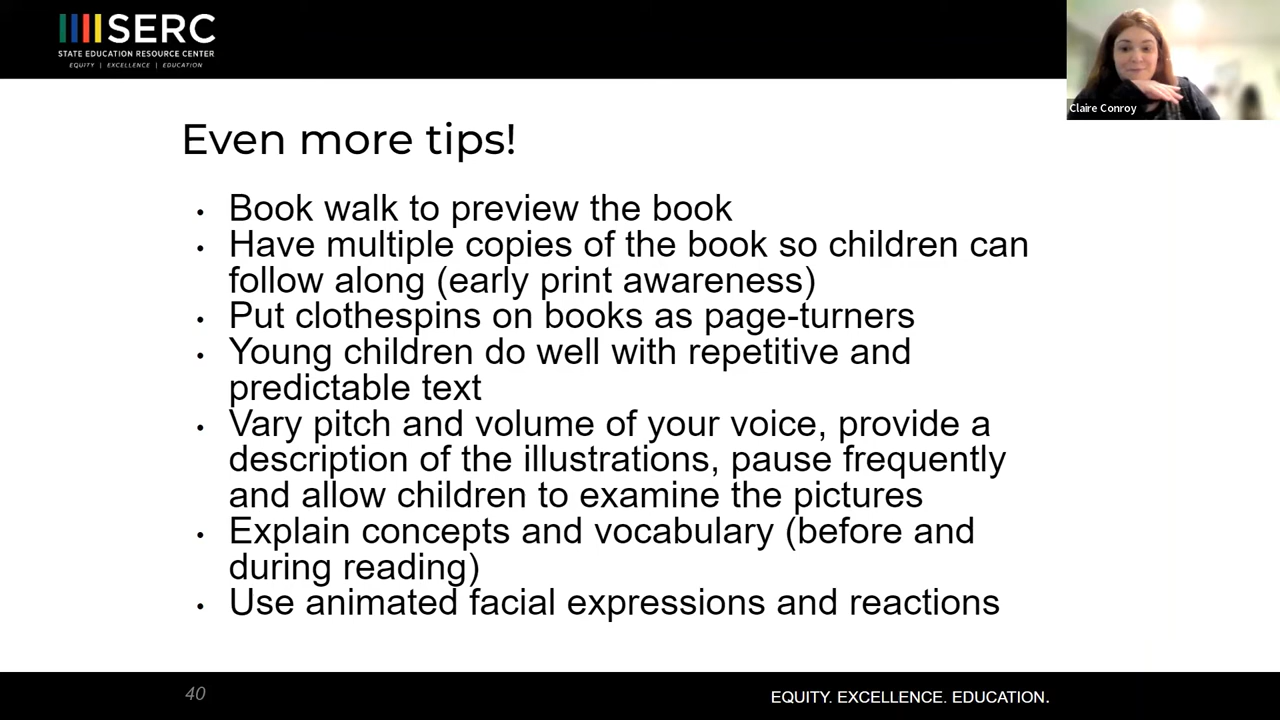 SERC
STATE EDUCATION RESOURCE CENTER
EQUITY | EXCELLENCE | EDUCATION
Claire Conroy
Even more tips!
• Book walk to preview the book
• Have multiple copies of the book so children can
follow along (early print awareness)
• Put clothespins on books as page-turners
• Young children do well with repetitive and
predictable text
• Vary pitch and volume of your voice, provide a
description of the illustrations, pause frequently
and allow children to examine the pictures
• Explain concepts and vocabulary (before and
during reading)
• Use animated facial expressions and reactions
40
EQUITY. EXCELLENCE. EDUCATION.